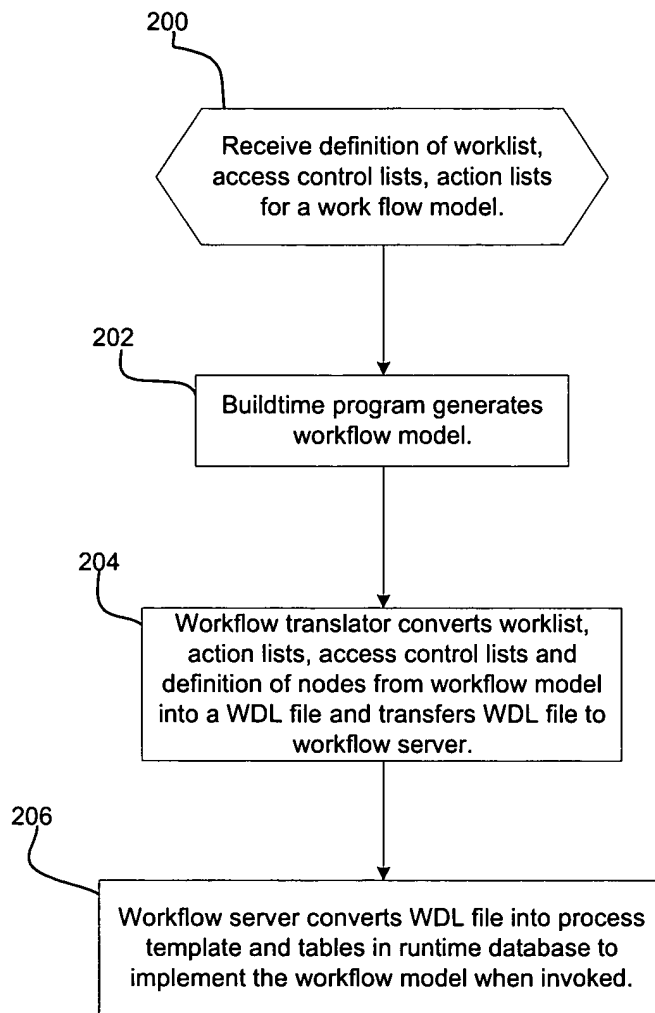 200
Receive definition of worklist,
access control lists, action lists
for a work flow model.
202
Buildtime program generates
workflow model.
204
Workflow translator converts worklist,
action lists, access control lists and
definition of nodes from workflow model
into a WDL file and transfers WDL file to
workflow server.
206
Workflow server converts WDL file into process
template and tables in runtime database to
implement the workflow model when invoked.